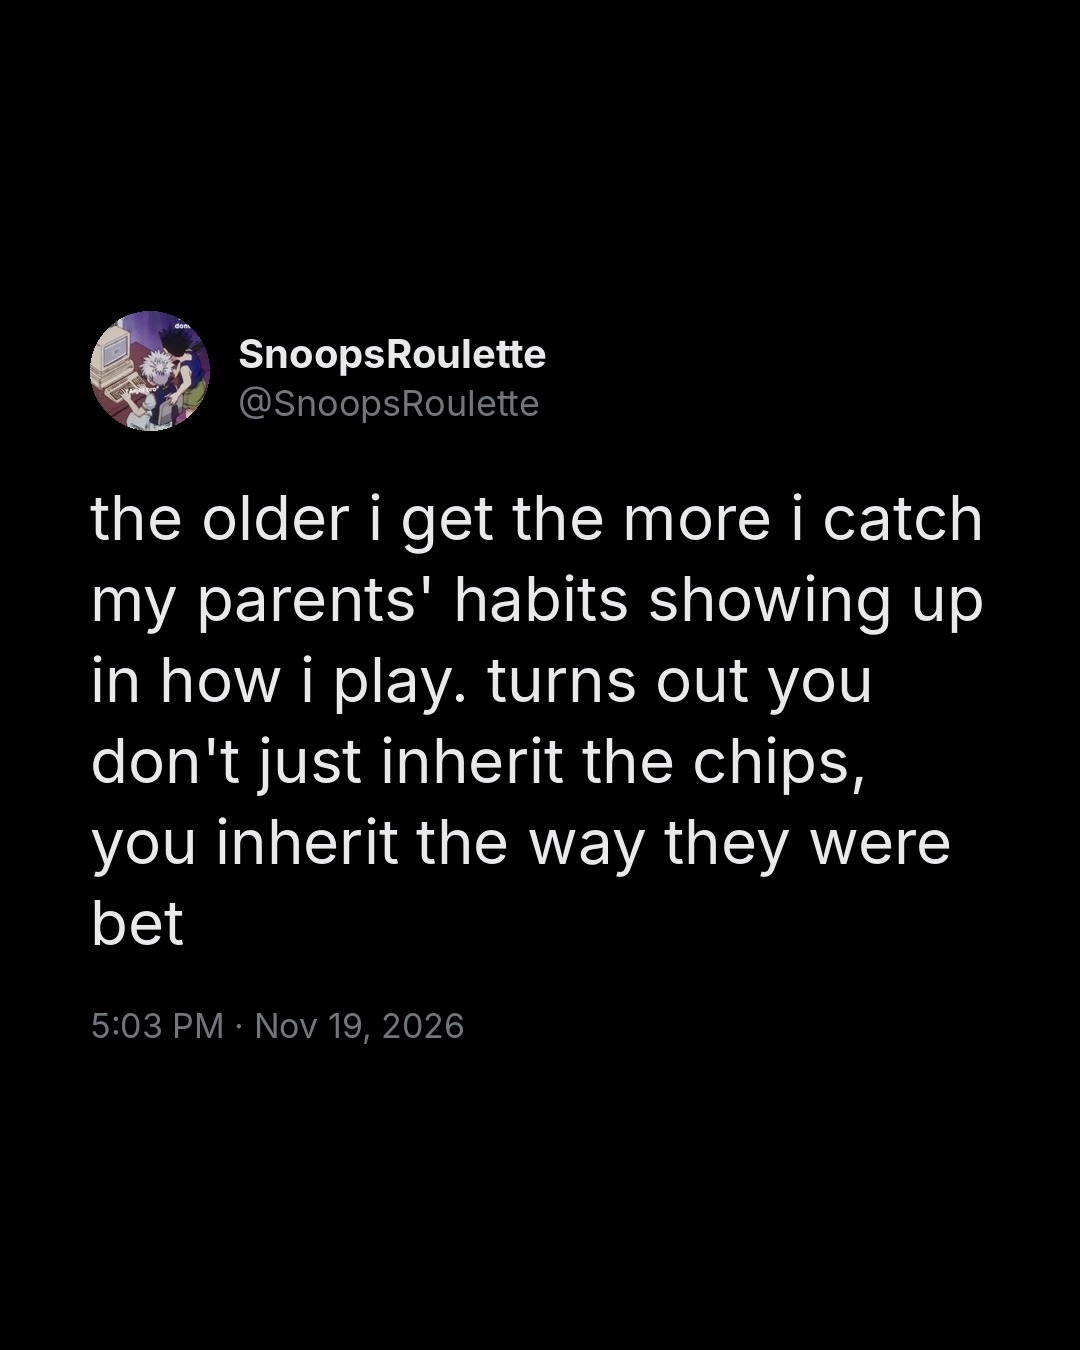 SnoopsRoulette
@SnoopsRoulette
the older i get the more i catch
my parents' habits showing up
in how i play. turns out you
don't just inherit the chips,
you inherit the way they were
bet
5:03 PM · Nov 19, 2026